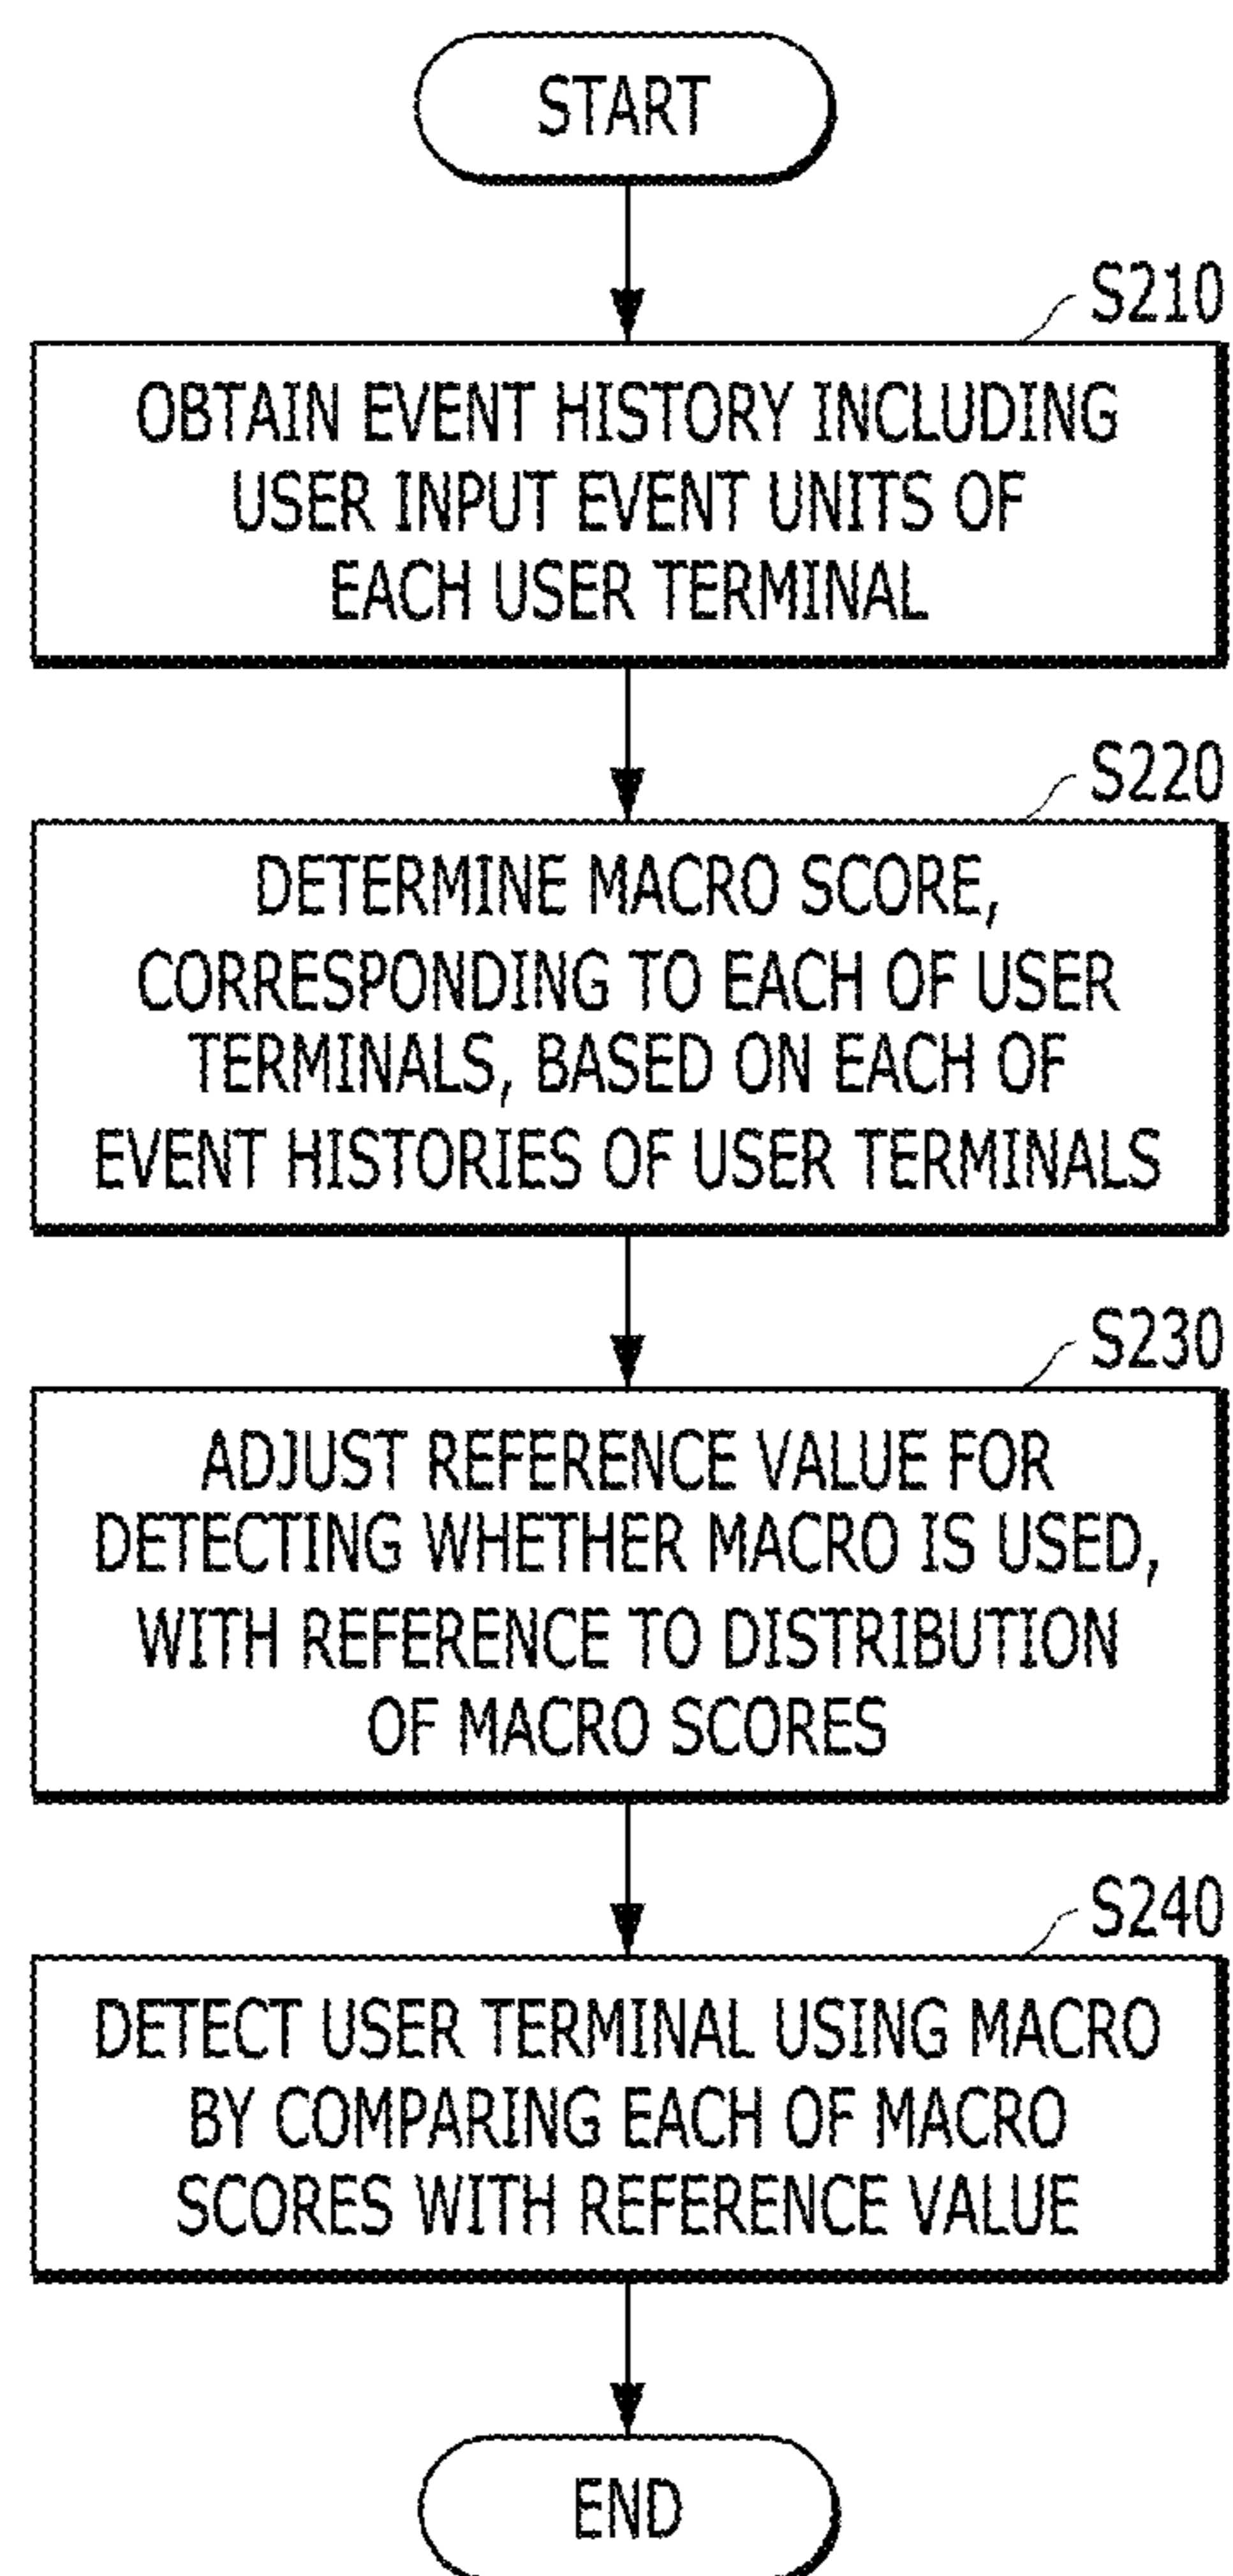 START
S210
OBTAIN EVENT HISTORY INCLUDING
USER INPUT EVENT UNITS OF
EACH USER TERMINAL
S220
DETERMINE MACRO SCORE,
CORRESPONDING TO EACH OF USER
TERMINALS, BASED ON EACH OF
EVENT HISTORIES OF USER TERMINALS
S230
ADJUST REFERENCE VALUE FOR
DETECTING WHETHER MACRO IS USED,
WITH REFERENCE TO DISTRIBUTION
OF MACRO SCORES
S240
DETECT USER TERMINAL USING MACRO
BY COMPARING EACH OF MACRO
SCORES WITH REFERENCE VALUE
END